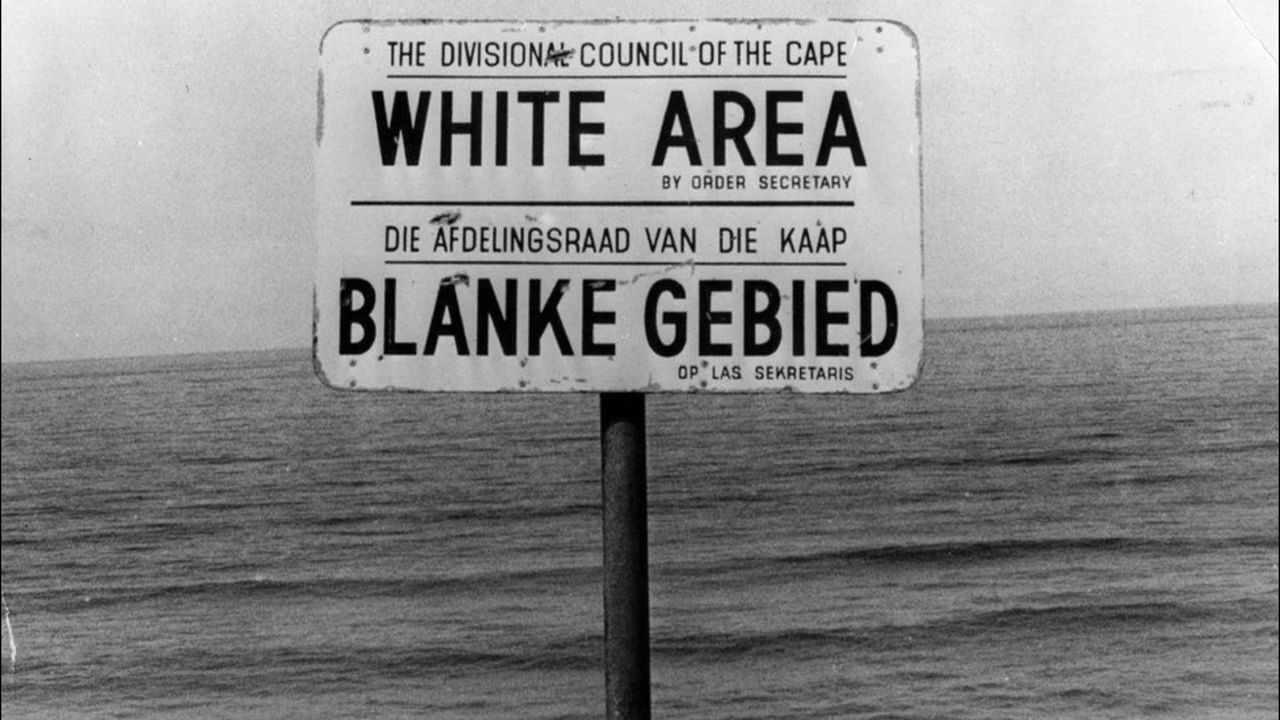 THE DIVISIONAL COUNCIL OF THE CAPE
WHITE AREA
BY ORDER SECRETARY
DIE AFDELINGSRAAD VAN DIE KAAP
BLANKE GEBIED
OP LAS SEKRETARIS